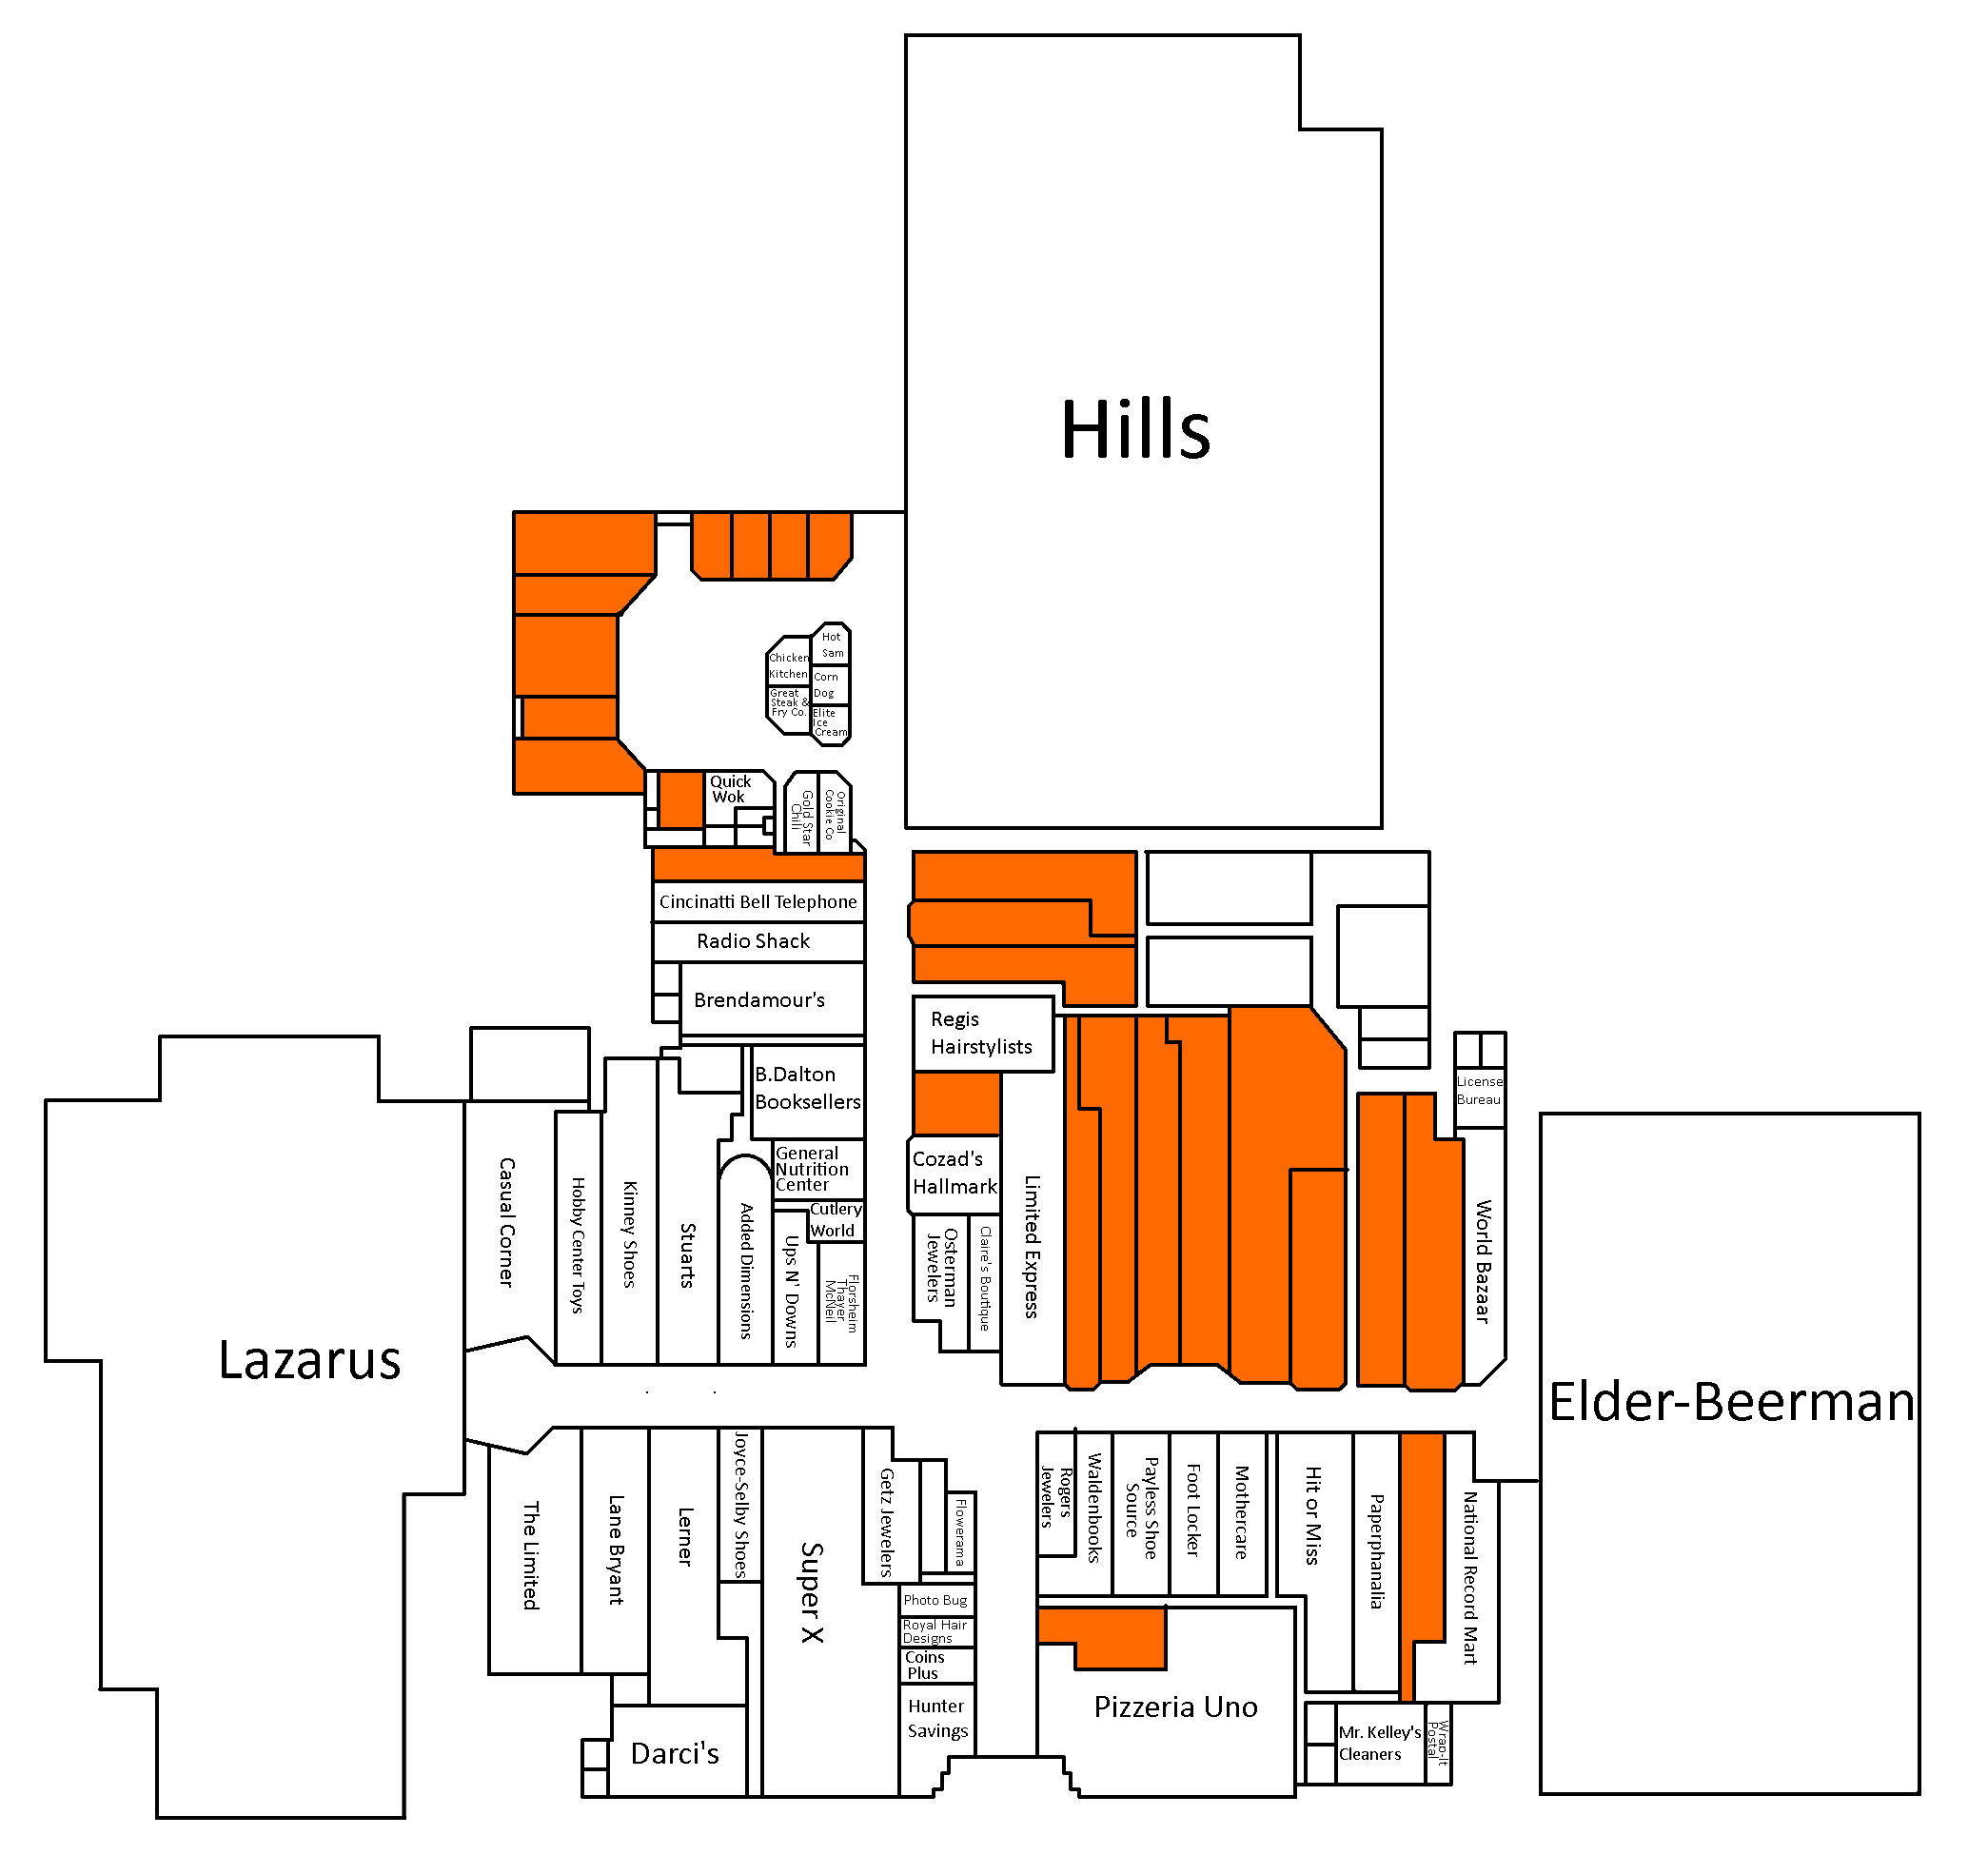 Hills
Hot
Sam
Chicken
Kitchen
Corn
Dog
Great
Steak &
Fry Co.
Elite
Ice
Cream
Quick
Wok
Gold Star
Chili
Original
Cookie Co
Cincinatti Bell Telephone
Radio Shack
Brendamour's
Regis
Hairstylists
B.Dalton
Booksellers
License
Bureau
General
Nutrition
Center
Cozad's
Hallmark
Cutlery
World
Casual Corner
Hobby Center Toys
Kinney Shoes
Stuarts
Added Dimensions
Ups N' Downs
Florsheim
Thayer
McNeil
Osterman
Jewelers
Claire's Boutique
Limited Express
World Bazaar
Lazarus
Elder-Beerman
The Limited
Lane Bryant
Lerner
Joyce-Selby Shoes
Super X
Getz Jewelers
Flowerama
Rogers
Jewelers
Waldenbooks
Payless Shoe
Source
Foot Locker
Mothercare
Hit or Miss
Paperphanalia
National Record Mart
Photo Bug
Royal Hair
Designs
Coins
Plus
Hunter
Savings
Pizzeria Uno
Darci's
Mr. Kelley's
Cleaners
Wrap-It
Postal